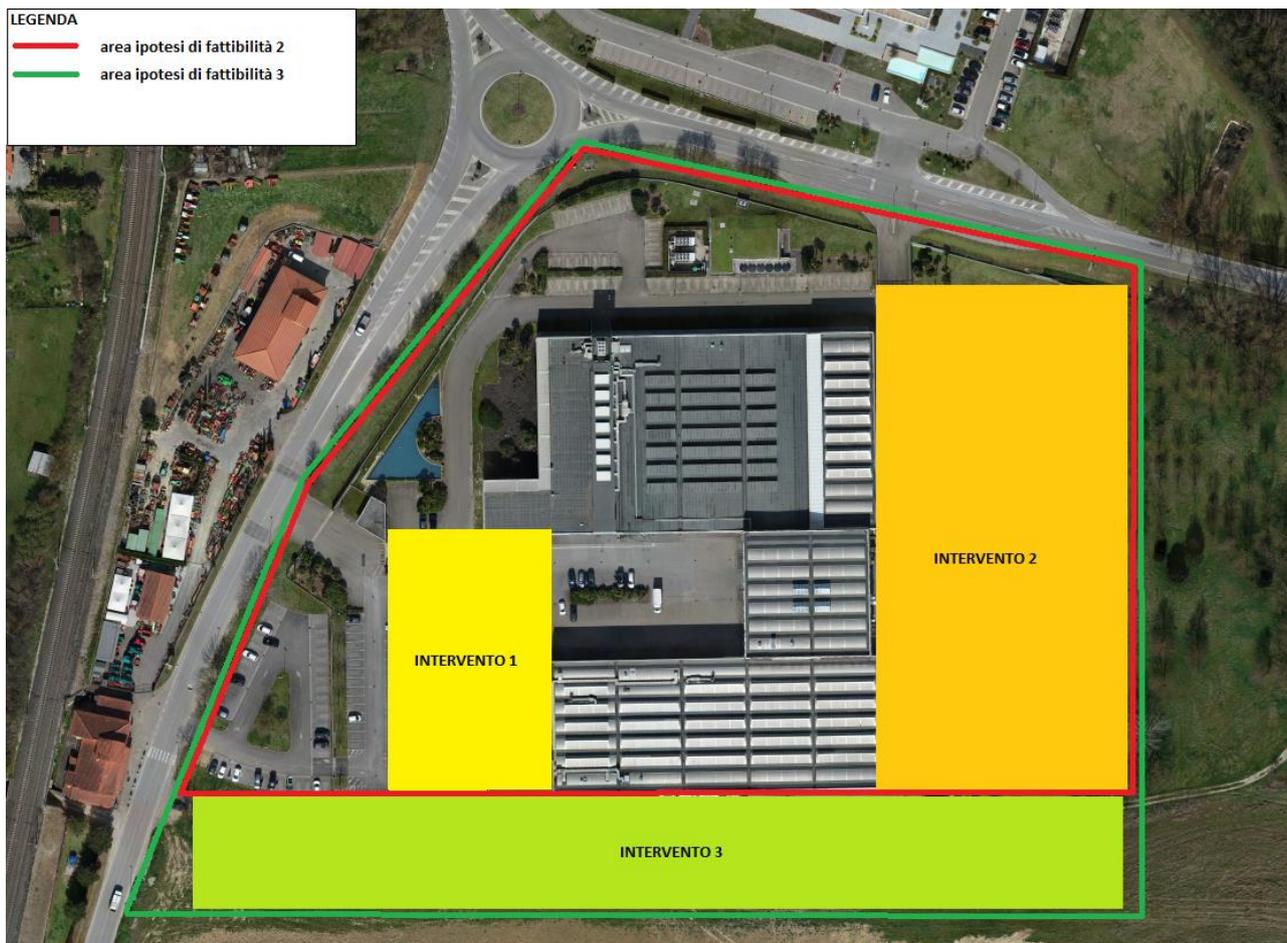 LEGENDA
area ipotesi di fattibilità 2
area ipotesi di fattibilità 3
INTERVENTO 2
INTERVENTO 1
INTERVENTO 3